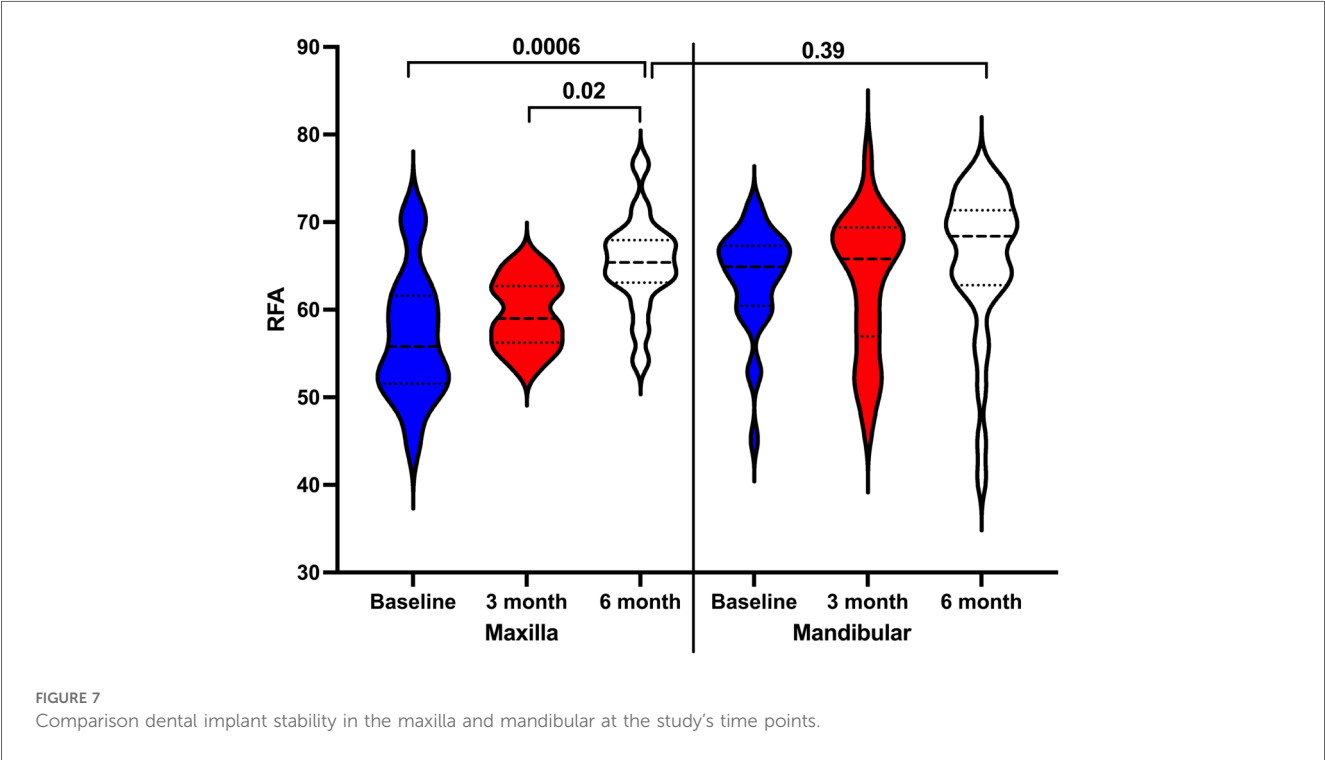 90
0.0006
0.39
0.02
80
70
60
50
40
30
RFA
Baseline 3 month 6 month Baseline 3 month 6 month
Maxilla Mandibular
FIGURE 7
Comparison dental implant stability in the maxilla and mandibular at the study's time points.